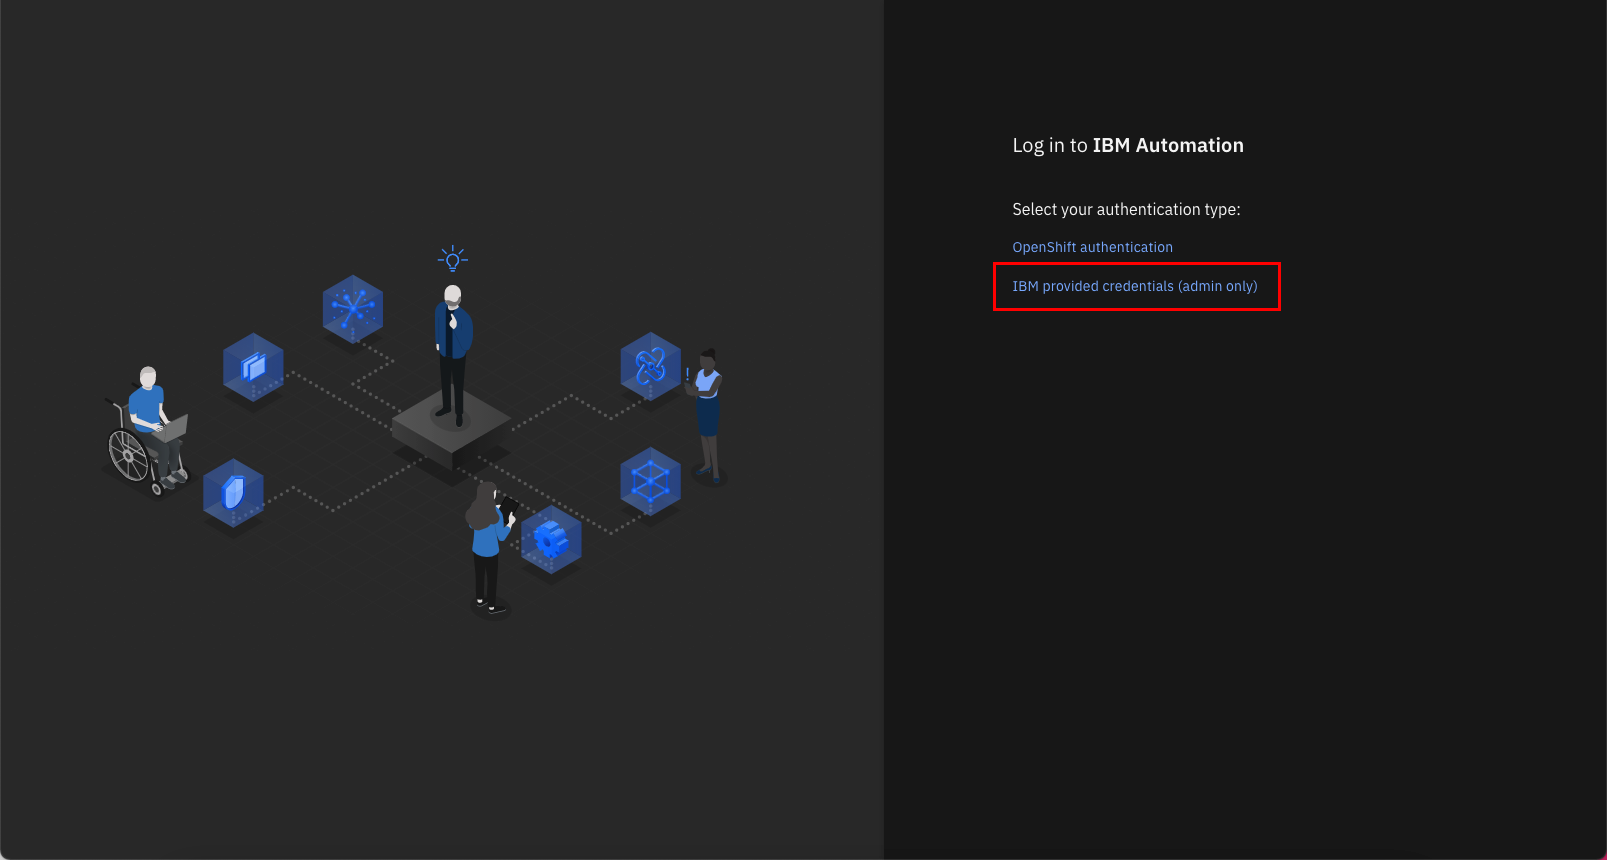 Log in to IBM Automation
Select your authentication type:
OpenShift authentication
IBM provided credentials (admin only)